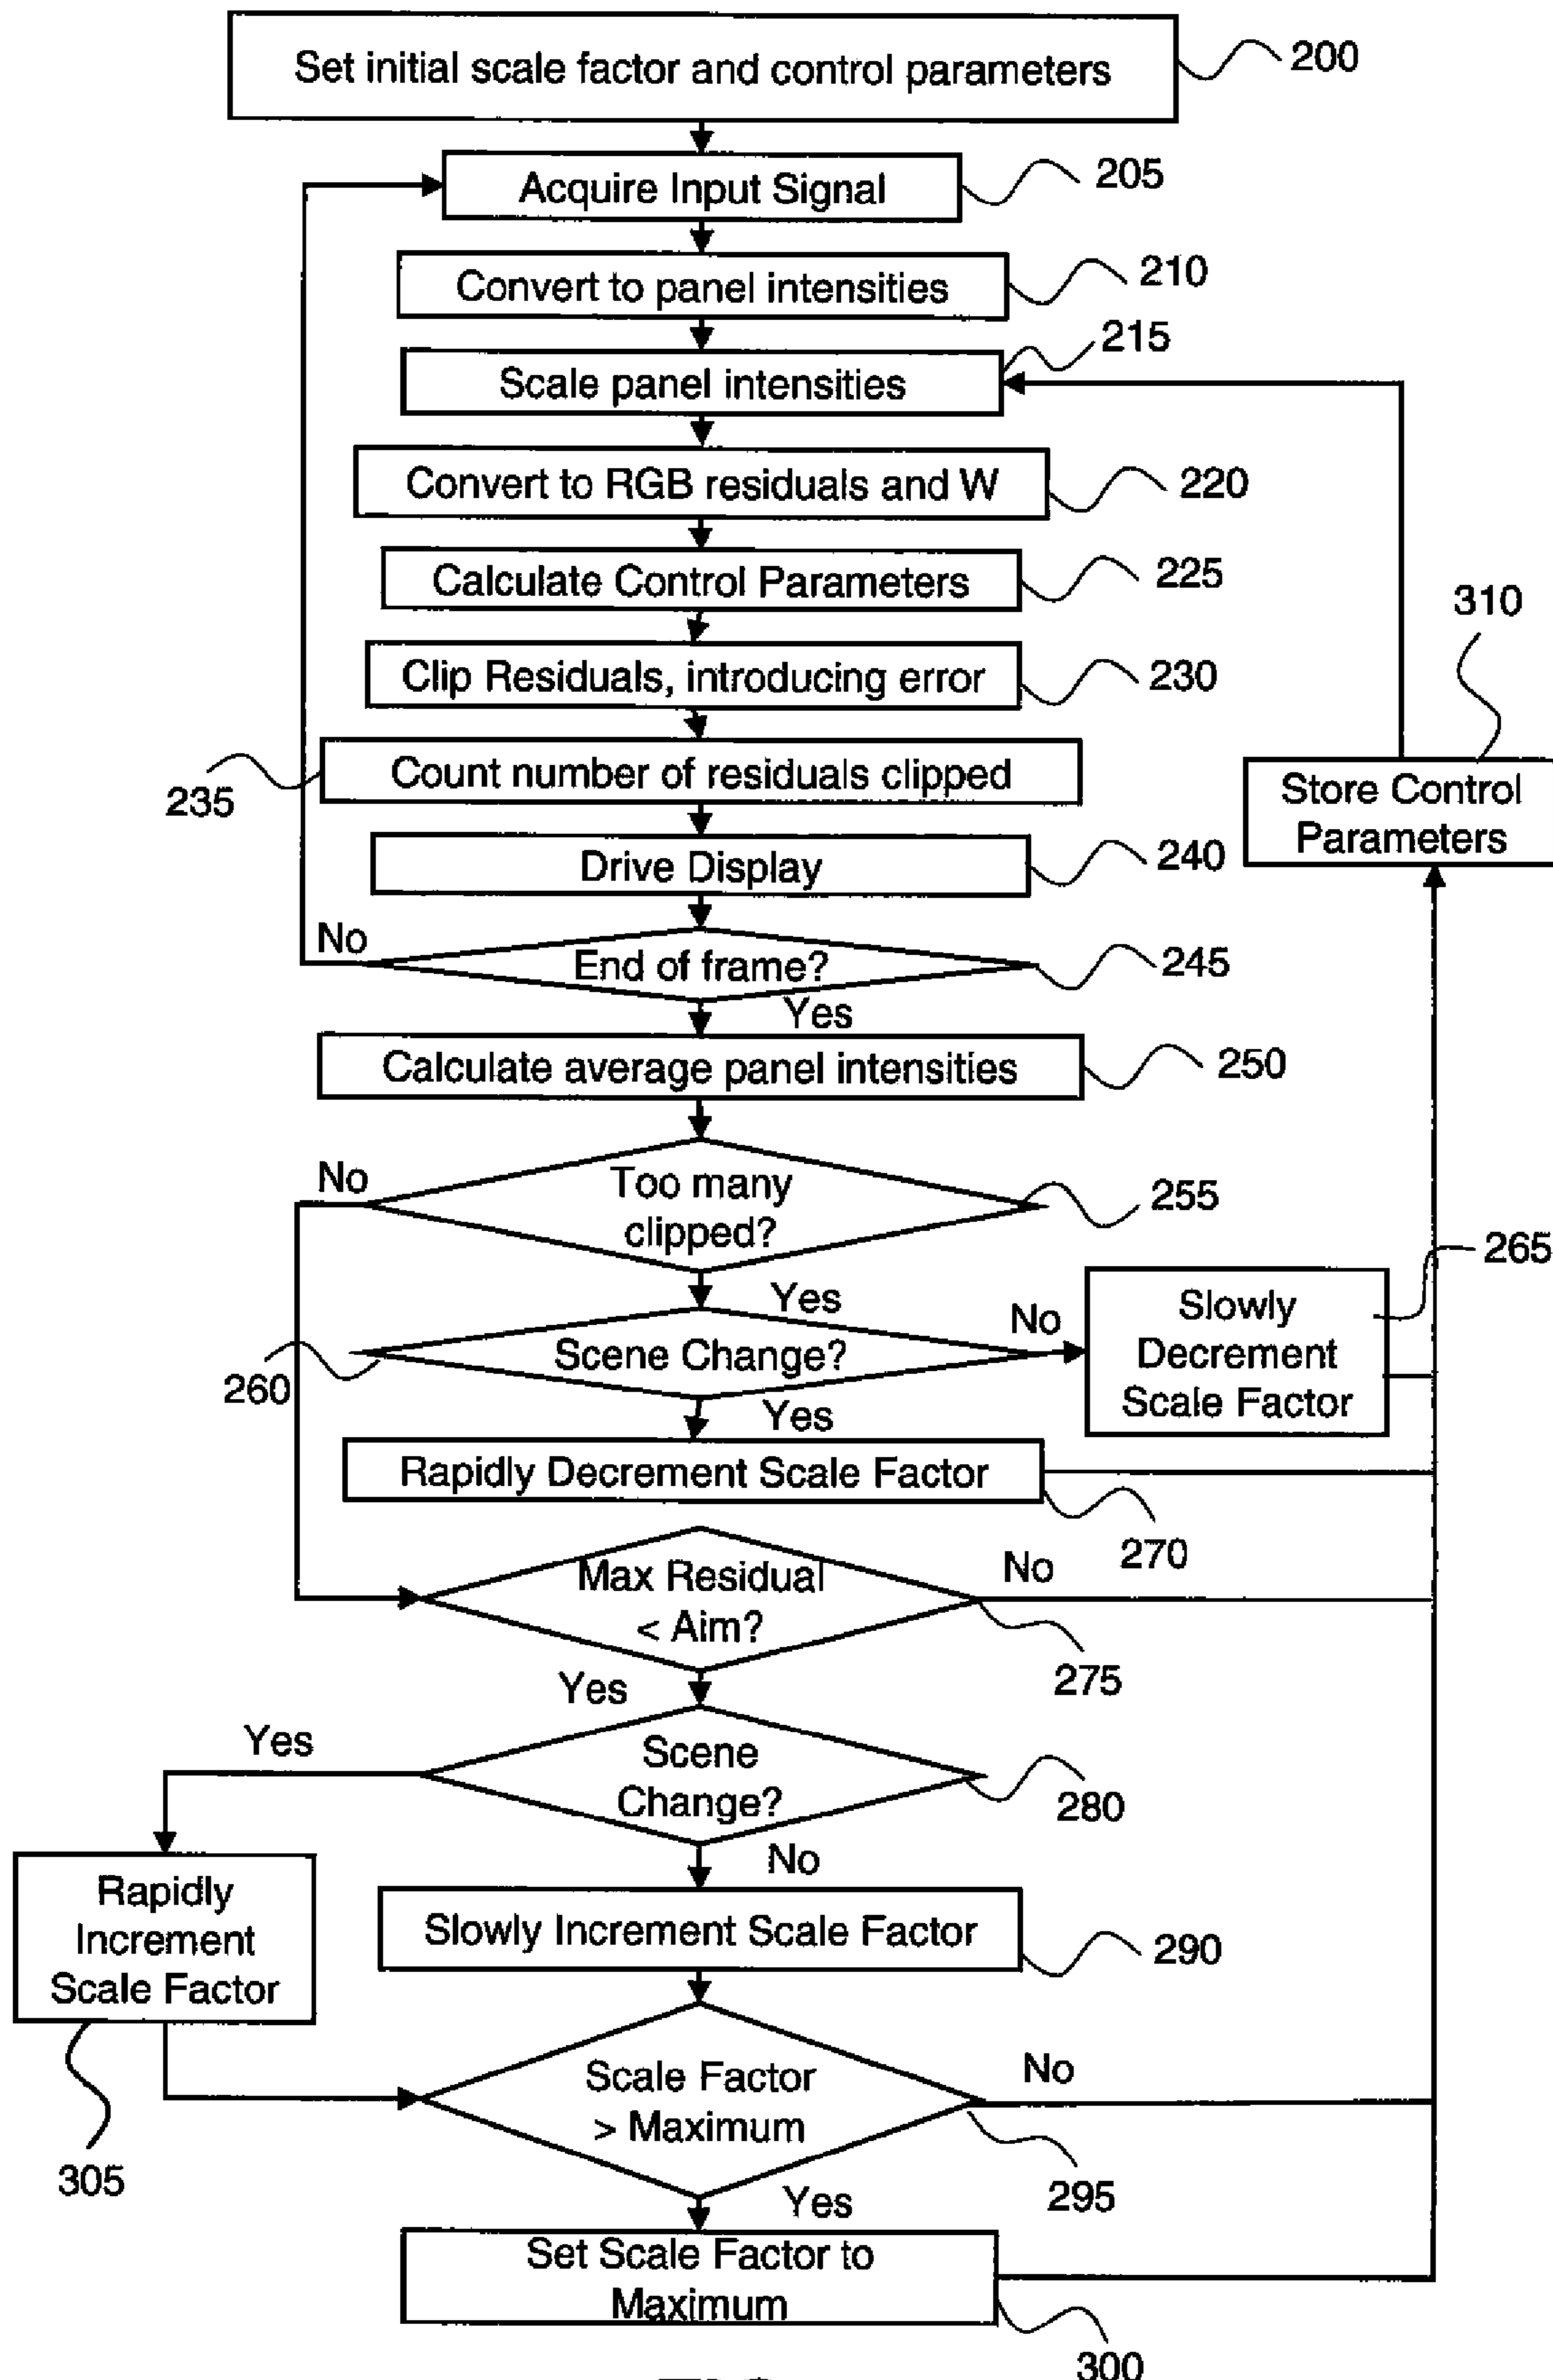 Set initial scale factor and control parameters
200
Acquire Input Signal
205
Convert to panel intensities
210
215
Scale panel intensities
Convert to RGB residuals and W
220
Calculate Control Parameters
225
310
Clip Residuals, introducing error
230
Count number of residuals clipped
235
Store Control
Parameters
Drive Display
240
No
End of frame?
245
Yes
Calculate average panel intensities
250
No
Too many
clipped?
255
265
Yes
No
Slowly
Decrement
Scale Factor
Scene Change?
260
Yes
Rapidly Decrement Scale Factor
270
Max Residual
< Aim?
No
275
Yes
Yes
Scene
Change?
280
No
Rapidly
Increment
Scale Factor
Slowly Increment Scale Factor
290
Scale Factor
> Maximum
No
305
295
Yes
Set Scale Factor to
Maximum
300